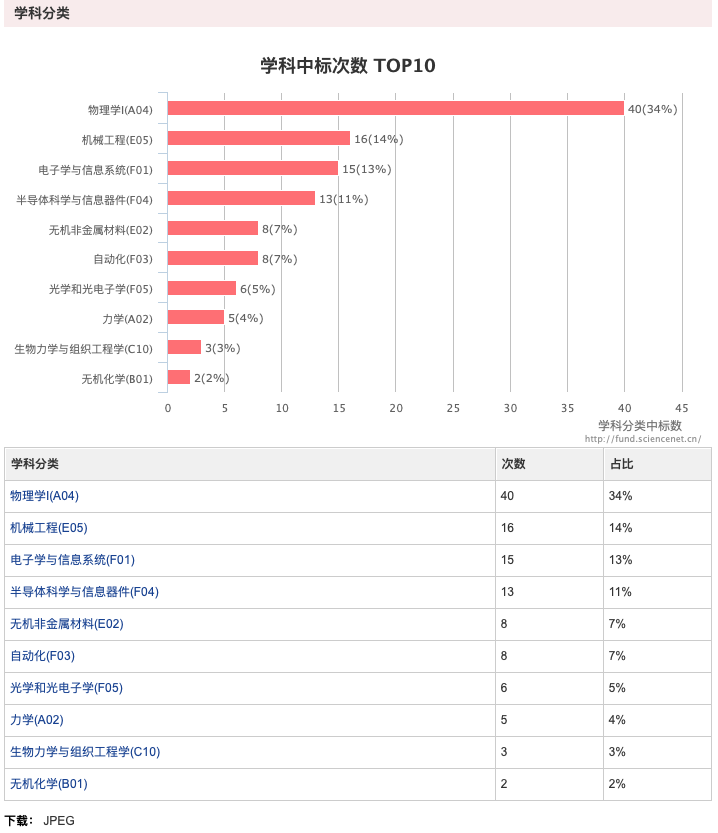 学科分类
学科中标次数 TOP10
物理学I(A04)
40(34%)
机械工程(E05)
16(14%)
电子学与信息系统(F01)
15(13%)
半导体科学与信息器件(F04)
13(11%)
无机非金属材料(E02)
8(7%)
自动化(F03)
8(7%)
光学和光电子学(F05)
6(5%)
力学(A02)
5(4%)
生物力学与组织工程学(C10)
3(3%)
无机化学(B01)
2(2%)
0 5 10 15 20 25 30 35 40 45
学科分类中标数
http://fund.sciencenet.cn/
学科分类 次数 占比
物理学I(A04) 40 34%
机械工程(E05) 16 14%
电子学与信息系统(F01) 15 13%
半导体科学与信息器件(F04) 13 11%
无机非金属材料(E02) 8 7%
自动化(F03) 8 7%
光学和光电子学(F05) 6 5%
力学(A02) 5 4%
生物力学与组织工程学(C10) 3 3%
无机化学(B01) 2 2%
下载： JPEG